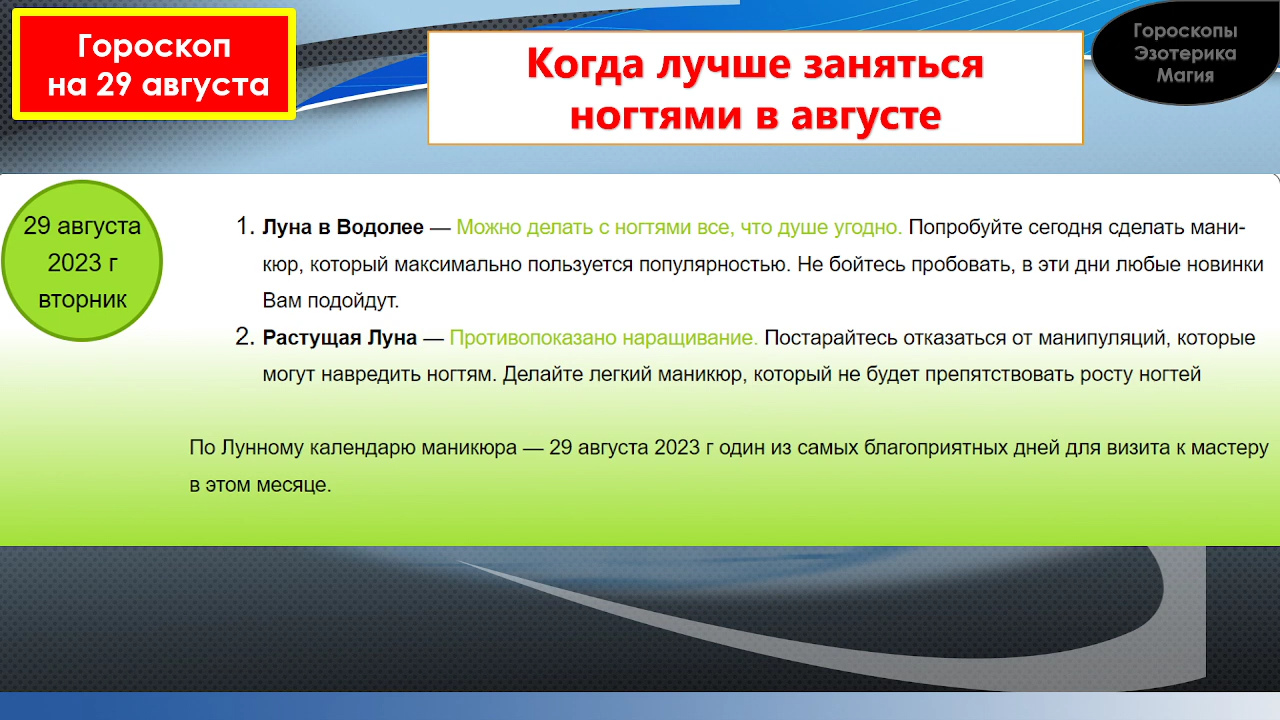 Гороскоп
на 29 августа
Когда лучше заняться
ногтями в августе
Гороскопы
Эзотерика
Магия
29 августа
2023 г
вторник
1. Луна в Водолее — Можно делать с ногтями все, что душе угодно. Попробуйте сегодня сделать мани-
кюр, который максимально пользуется популярностью. Не бойтесь пробовать, в эти дни любые новинки
Вам подойдут.
2. Растущая Луна — Противопоказано наращивание. Постарайтесь отказаться от манипуляций, которые
могут навредить ногтям. Делайте легкий маникюр, который не будет препятствовать росту ногтей
По Лунному календарю маникюра — 29 августа 2023 г один из самых благоприятных дней для визита к мастеру
в этом месяце.